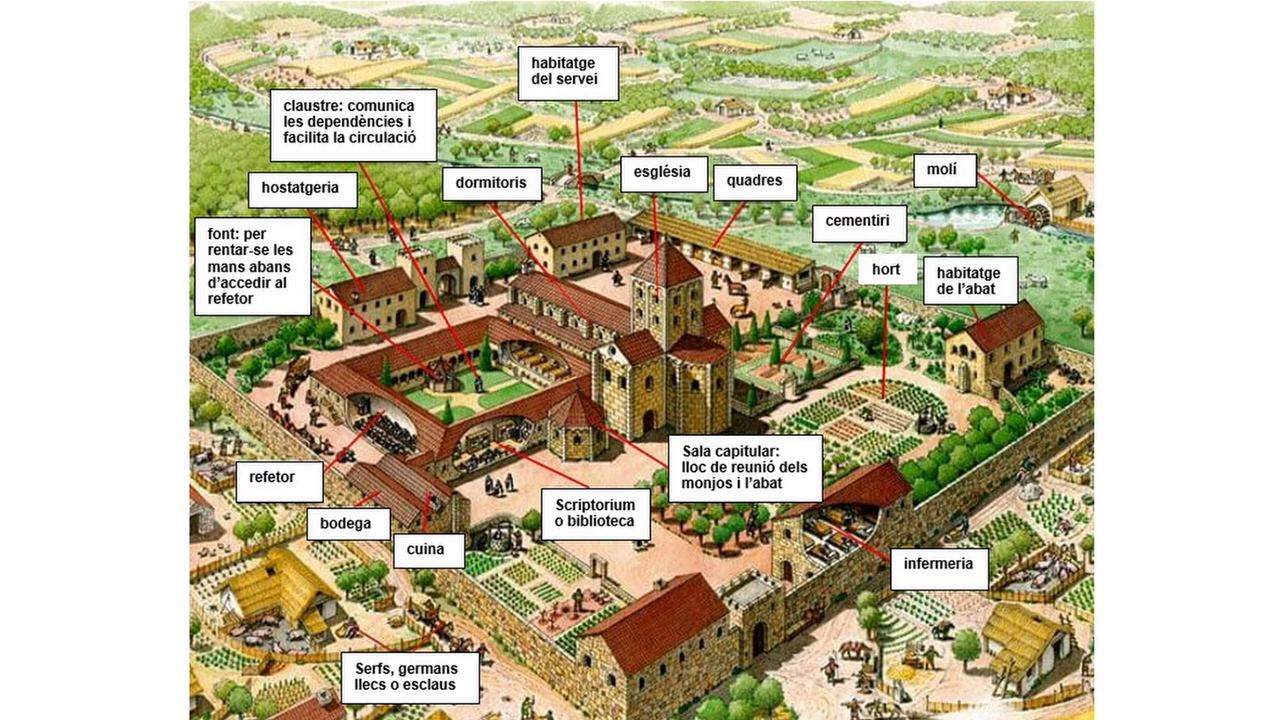 habitatge
del servei
claustre: comunica
les dependències i
facilita la circulació
hostatgeria
dormitoris
església
quadres
molí
cementiri
font: per
rentar-se les
mans abans
d'accedir al
refetor
hort
habitatge
de l'abat
refetor
bodega
cuina
Scriptorium
o biblioteca
Sala capitular:
lloc de reunió dels
monjos i l'abat
infermeria
Serfs, germans
llecs o esclaus